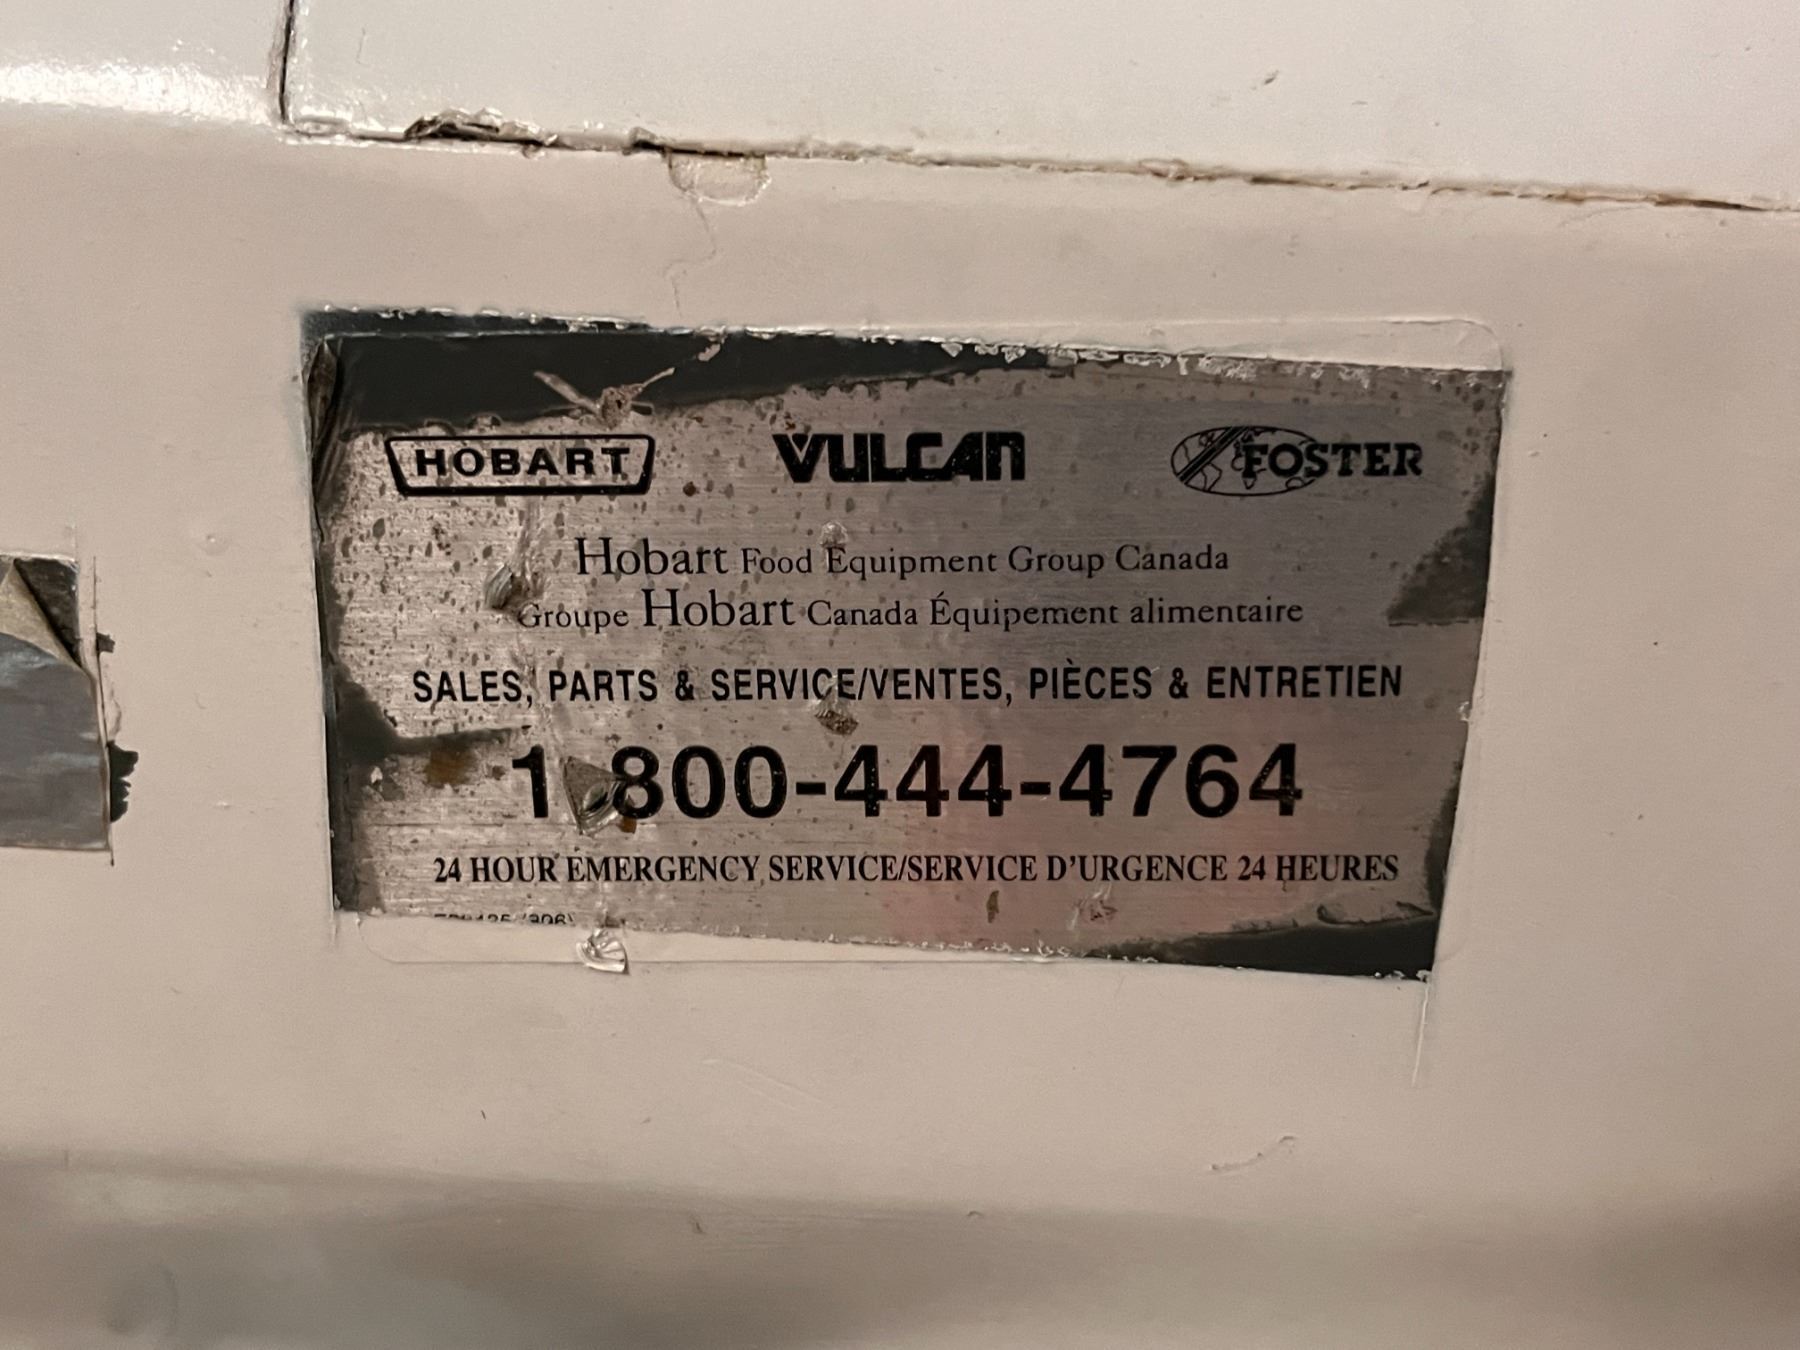 HOBART VULCAN FOSTER
Hobart Food Equipment Group Canada
Groupe Hobart Canada Équipement alimentaire
SALES, PARTS & SERVICE/VENTES, PIÈCES & ENTRETIEN
1 800-444-4764
24 HOUR EMERGENCY SERVICE/SERVICE D'URGENCE 24 HEURES